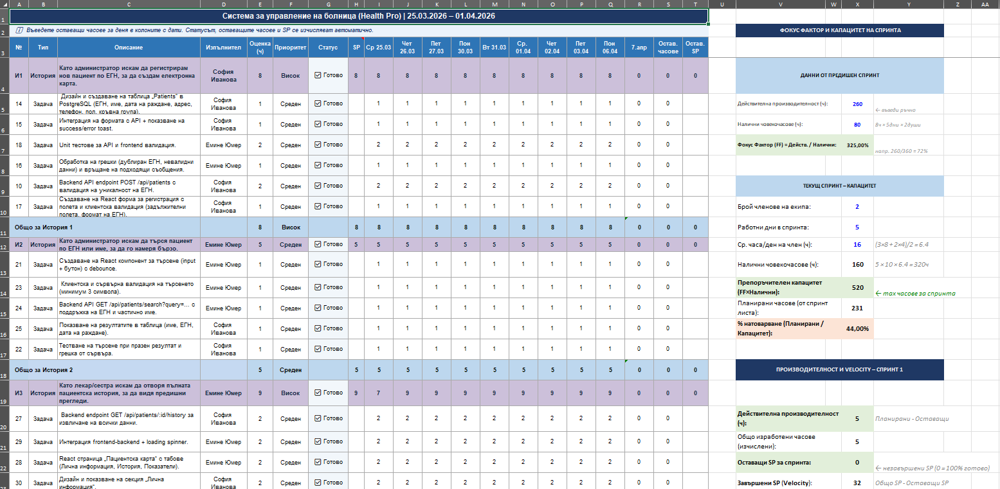 A B C D E F G H I J K L M N O P Q R S T U V W X Y Z AA
1 Система за управление на болница (Health Pro) | 25.03.2026 – 01.04.2026
2 ⓘ Въведете оставащи часове за деня в колоните с дати. Статусът, оставащите часове и SP се изчисляват автоматично. ФОКУС ФАКТОР И КАПАЦИТЕТ НА СПРИНТА
3 № Тип Описание Изпълнител Оценка (ч) Приоритет Статус SP Ср 25.03 Чет 26.03 Пет 27.03 Пон 30.03 Вт 31.03 Ср. 01.04 Чет 02.04 Пет 03.04 Пон 06.04 7.апр Остав. часове Остав. SP
4 И1 История Като администратор искам да регистрирам нов пациент по ЕГН, за да създам електронна карта. София Иванова 8 Висок ☑ Готово 8 8 8 8 8 8 8 8 8 8 0 0 0 ДАННИ ОТ ПРЕДИШЕН СПРИНТ
5 14 Задача Дизайн и създаване на таблица „Patients“ в PostgreSQL (ЕГН, име, дата на раждане, адрес, телефон, пол, кръвна група). София Иванова 1 Среден ☑ Готово 1 1 1 1 1 1 1 1 1 0 0 Действителна производителност (ч): 260 ← въведи ръчно
6 15 Задача Интеграция на формата с API + показване на success/error toast. София Иванова 1 Среден ☑ Готово 1 1 1 1 1 1 1 1 1 0 0 Налични човекочасове (ч): 80 8ч × 5дни × 2души
7 18 Задача Unit тестове за API и frontend валидация. Емине Юмер 2 Среден ☑ Готово 2 2 2 2 2 2 2 2 2 0 0 Фокус Фактор (FF) = Действ. / Налични: 325,00% напр. 260/360 = 72%
8 16 Задача Обработка на грешки (дублиран ЕГН, невалидни данни) и връщане на подходящи съобщения. Емине Юмер 1 Среден ☑ Готово 1 1 1 1 1 1 1 1 1 0 0
9 10 Задача Backend API endpoint POST /api/patients с валидация на уникалност на ЕГН. София Иванова 2 Среден ☑ Готово 2 2 2 2 2 2 2 2 2 0 0 ТЕКУЩ СПРИНТ – КАПАЦИТЕТ
10 17 Задача Създаване на React форма за регистрация с полета и клиентска валидация (задължителни полета, формат на ЕГН). София Иванова 1 Среден ☑ Готово 1 1 1 1 1 1 1 1 1 0 0 Брой членове на екипа: 2
11 Общо за История 1 8 Висок 8 8 8 8 8 8 8 8 8 8 0 0 0 Работни дни в спринта: 5
12 И2 История Като администратор искам да търся пациент по ЕГН или име, за да го намеря бързо. Емине Юмер 5 Среден ☑ Готово 5 5 5 5 5 5 5 5 5 5 0 0 0 Ср. часа/ден на член (ч): 16 (3×8 + 2×4)/2 = 6.4
13 21 Задача Създаване на React компонент за търсене (input + бутон) с debounce. Емине Юмер 1 Среден ☑ Готово 1 1 1 1 1 1 1 1 1 0 0 Налични човекочасове (ч): 160 5 × 10 × 6.4 = 320ч
14 23 Задача Клиентска и сървърна валидация на търсенето (минимум 3 символа). Емине Юмер 1 Среден ☑ Готово 1 1 1 1 1 1 1 1 1 0 0 Препоръчителен капацитет (FF×Налични): 520 ← max часове за спринта
15 24 Задача Backend API GET /api/patients/search?query=... с поддръжка на ЕГН и частично име. Емине Юмер 1 Среден ☑ Готово 1 1 1 1 1 1 1 1 1 0 0 Планирани часове (от спринт листа): 231
16 25 Задача Показване на резултатите в таблица (име, ЕГН, дата на раждане). София Иванова 1 Среден ☑ Готово 1 1 1 1 1 1 1 1 1 0 0 % натоварване (Планирани / Капацитет): 44,00%
17 22 Задача Тестване на търсене при празен резултат и грешка от сървъра. София Иванова 1 Среден ☑ Готово 1 1 1 1 1 1 1 1 1 0 0
18 Общо за История 2 5 Среден 5 5 5 5 5 5 5 5 5 5 0 0 0 ПРОИЗВОДИТЕЛНОСТ И VELOCITY – СПРИНТ 1
19 И3 История Като лекар/сестра искам да отворя пълната пациентска история, за да видя предишни прегледи. Емине Юмер 9 Висок ☑ Готово 9 7 9 9 9 9 9 9 9 9 0 0 0
20 27 Задача Backend endpoint GET /api/patients/:id/history за извличане на всички данни. София Иванова 2 Среден ☑ Готово 2 2 2 2 2 2 2 2 2 0 0 Действителна производителност (ч): 5 Планирани - Оставащи
21 29 Задача Интеграция frontend-backend + loading spinner. Емине Юмер 2 Среден ☑ Готово 2 2 2 2 2 2 2 2 2 0 0 Общо изработени часове (изчислени): 5
22 28 Задача React страница „Пациентска карта“ с табове (Лична информация, История, Показатели). Емине Юмер 2 Среден ☑ Готово 2 2 2 2 2 2 2 2 2 0 0 Оставащи SP за спринта: 0 ← незавършени SP (0 = 100% готово)
23 30 Задача Дизайн и показване на секция „Лична информация“. София Иванова 2 Среден ☑ Готово 2 2 2 2 2 2 2 2 2 0 0 Завършени SP (Velocity): 32 Общо SP - Оставащи SP